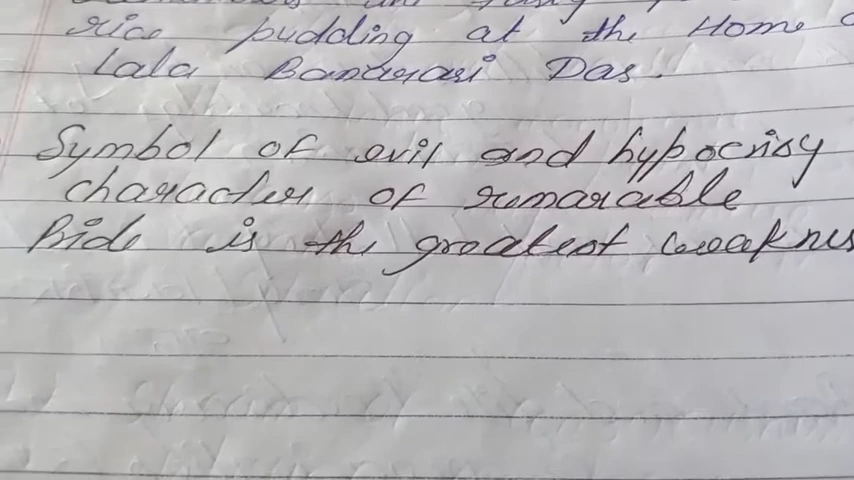 rice pudding at the Home
Lala Banarasi Das.
Symbol of evil and hypocrisy
character of remarable
Pride is the greatest weaknes